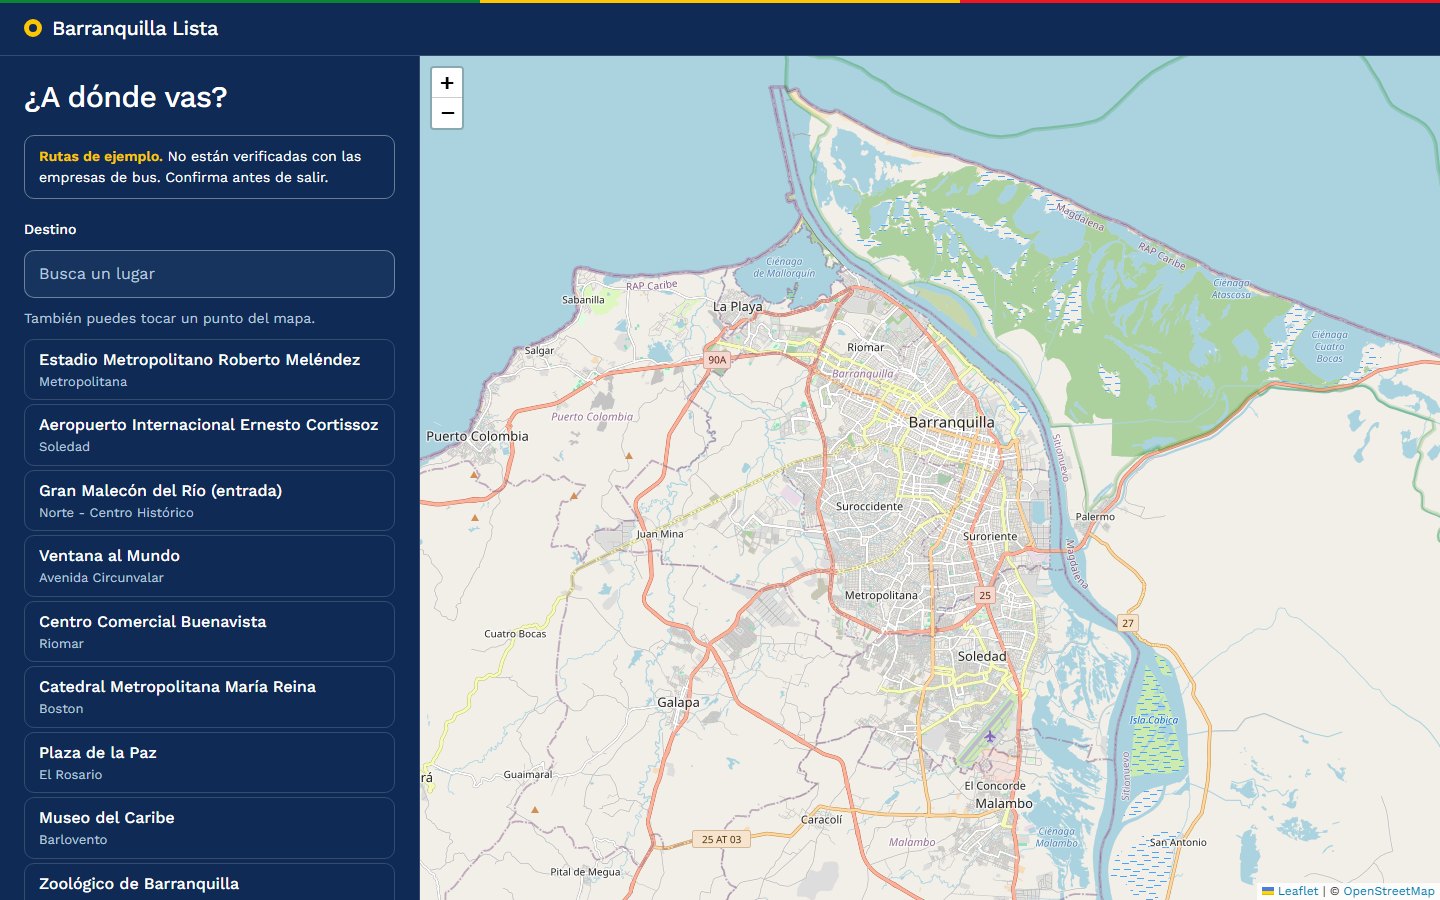 Barranquilla Lista
¿A dónde vas?
Rutas de ejemplo. No están verificadas con las
empresas de bus. Confirma antes de salir.
Destino
Busca un lugar
También puedes tocar un punto del mapa.
Estadio Metropolitano Roberto Meléndez
Metropolitana
Aeropuerto Internacional Ernesto Cortissoz
Soledad
Gran Malecón del Río (entrada)
Norte - Centro Histórico
Ventana al Mundo
Avenida Circunvalar
Centro Comercial Buenavista
Riomar
Catedral Metropolitana María Reina
Boston
Plaza de la Paz
El Rosario
Museo del Caribe
Barlovento
Zoológico de Barranquilla
+
−
Magdalena
RAP Caribe
Ciénaga
de Mallorquín
Ciénaga
Atascosa
RAP Caribe
Sabanilla
La Playa
Ciénaga
Cuatro
Bocas
Salgar
Riomar
90A
Barranquilla
Puerto Colombia
Barranquilla
Puerto Colombia
Sitionuevo
Suroccidente
Palermo
Juan Mina
Suroriente
Magdalena
Metropolitana
25
27
Cuatro Bocas
Soledad
Galapa
Isla Cabica
Sitionuevo
rá
Guaimaral
El Concorde
Malambo
Caracolí
Ciénaga
Malambo
25 AT 03
Malambo
San Antonio
Pital de Megua
Leaflet | © OpenStreetMap